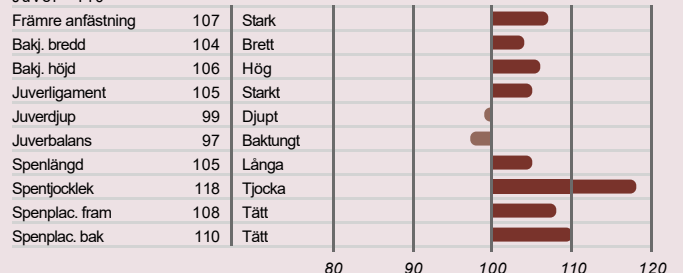 Främre anfästning 107 Stark
Bakj. bredd 104 Brett
Bakj. höjd 106 Hög
Juverligament 105 Starkt
Juverdjup 99 Djupt
Juverbalans 97 Baktungt
Spenlängd 105 Långa
Spentjocklek 118 Tjocka
Spenplac. fram 108 Tätt
Spenplac. bak 110 Tätt
80 90 100 110 120